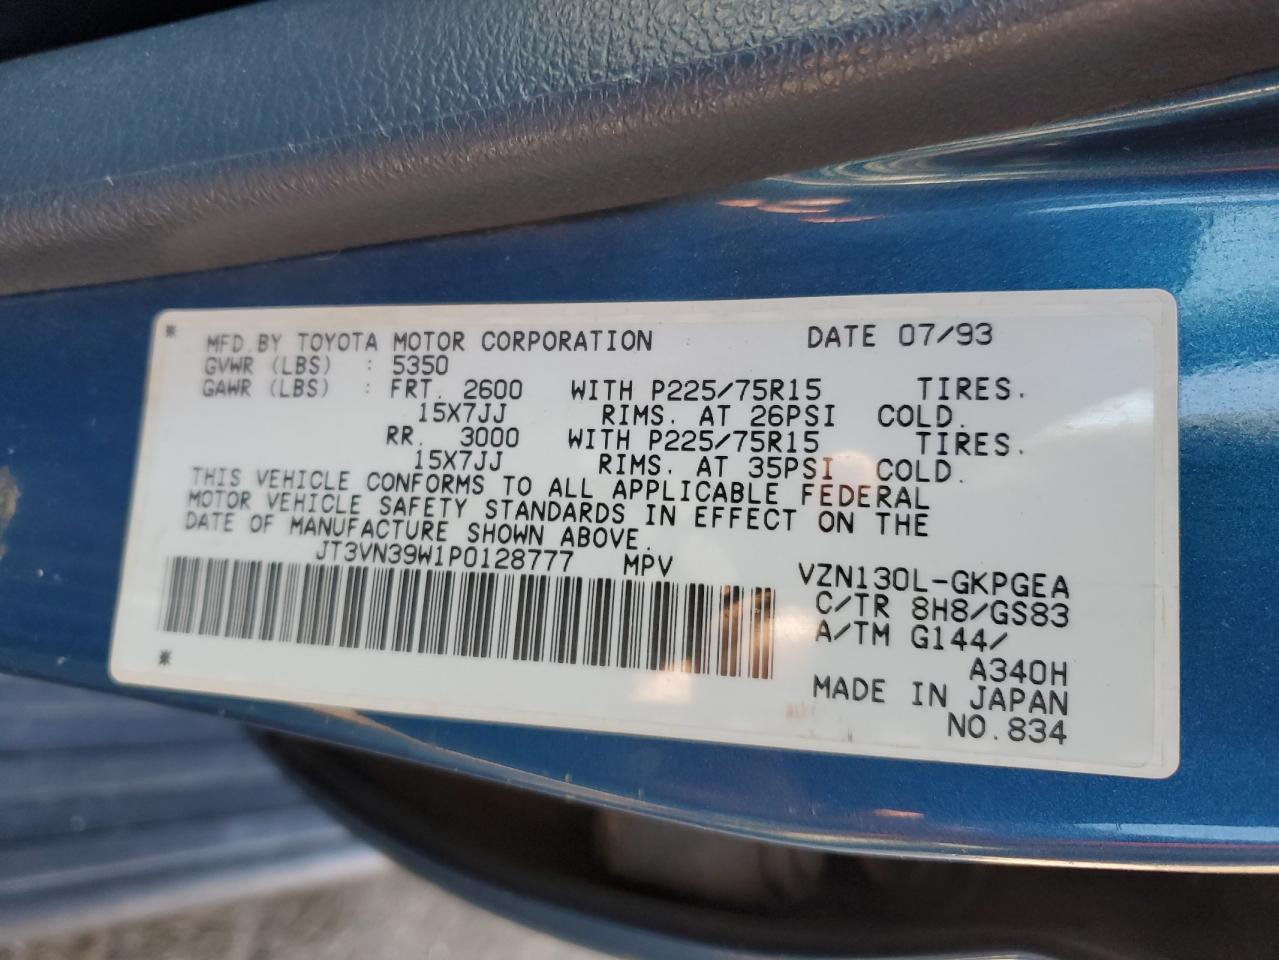 * MFD. BY TOYOTA MOTOR CORPORATION DATE 07/93
GVWR (LBS) : 5350
GAWR (LBS) : FRT. 2600 WITH P225/75R15 TIRES.
15X7JJ RIMS. AT 26PSI COLD.
RR. 3000 WITH P225/75R15 TIRES.
15X7JJ RIMS. AT 35PSI COLD.
THIS VEHICLE CONFORMS TO ALL APPLICABLE FEDERAL
MOTOR VEHICLE SAFETY STANDARDS IN EFFECT ON THE
DATE OF MANUFACTURE SHOWN ABOVE.
JT3VN39W1P0128777 MPV VZN130L-GKPGEA
C/TR 8H8/GS83
A/TM G144/
* A340H
MADE IN JAPAN
NO.834